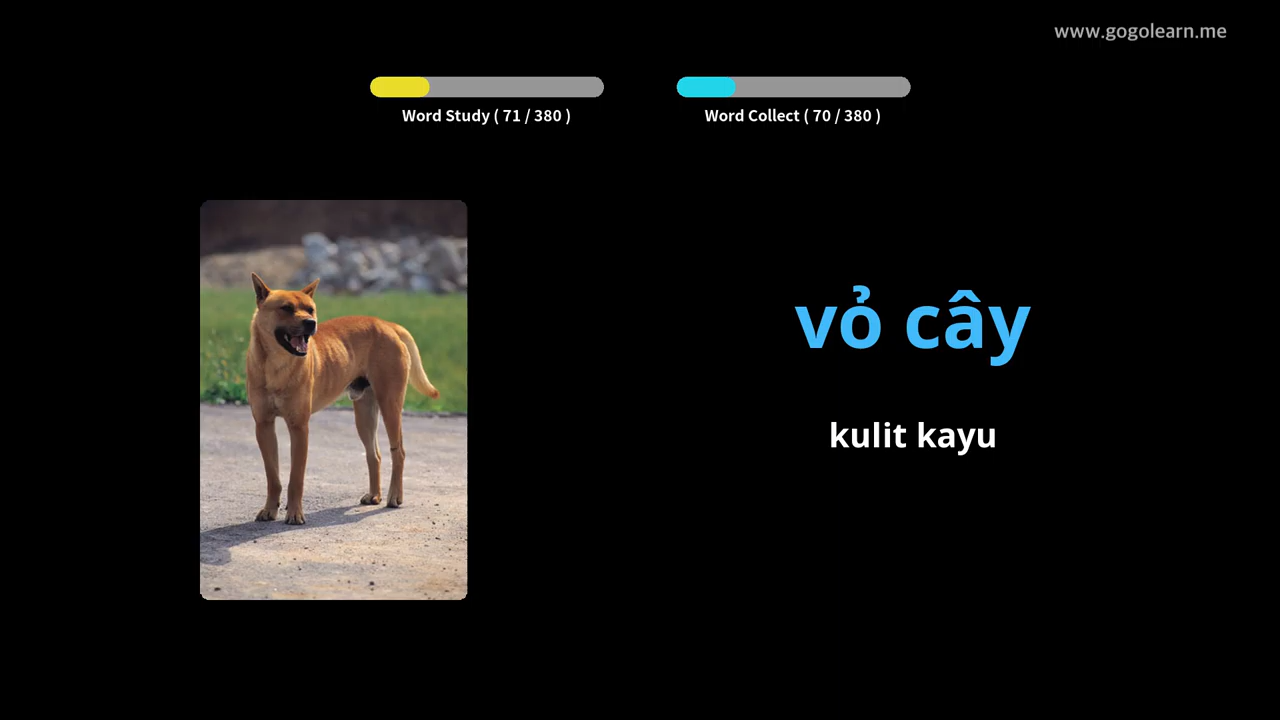 www.gogolearn.me
Word Study ( 71 / 380 )
Word Collect ( 70 / 380 )
vỏ cây
kulit kayu